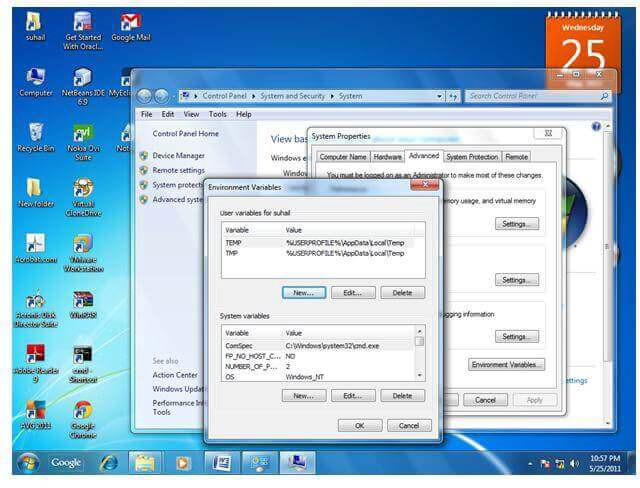 suhail
Get Started With Oracl...
Google Mail
Wednesday
25
Computer
NetBeans IDE 6.9
MyEcl
Recycle Bin
Nokia Ovi Suite
Not
New folder
Virtual CloneDrive
Acrobat.com
VMware Workstation
Acronis Disk Director Suite
WinRAR
Adobe Reader 9
cmd - Shortcut
AVG 2011
Google Chrome
Control Panel
System and Security
System
Search Control Panel
File Edit View Tools Help
Control Panel Home
Device Manager
Remote settings
System protecti
Advanced syste
See also
Action Center
Windows Updat
Performance In
Tools
View bas
Windows e
Window
System Properties
Computer Name Hardware Advanced System Protection Remote
You must be logged on as an Administrator to make most of these changes.
emory usage, and virtual memory
Settings...
Settings...
ugging information
Settings...
Environment Variables...
Cancel
Apply
ettings
Environment Variables
User variables for suhail
Variable Value
TEMP %USERPROFILE%\AppData\Local\Temp
TMP %USERPROFILE%\AppData\Local\Temp
New... Edit... Delete
System variables
Variable Value
ComSpec C:\Windows\system32\cmd.exe
FP_NO_HOST_C... NO
NUMBER_OF_P... 2
OS Windows_NT
New... Edit... Delete
OK Cancel
Google
10:57 PM
5/25/2011